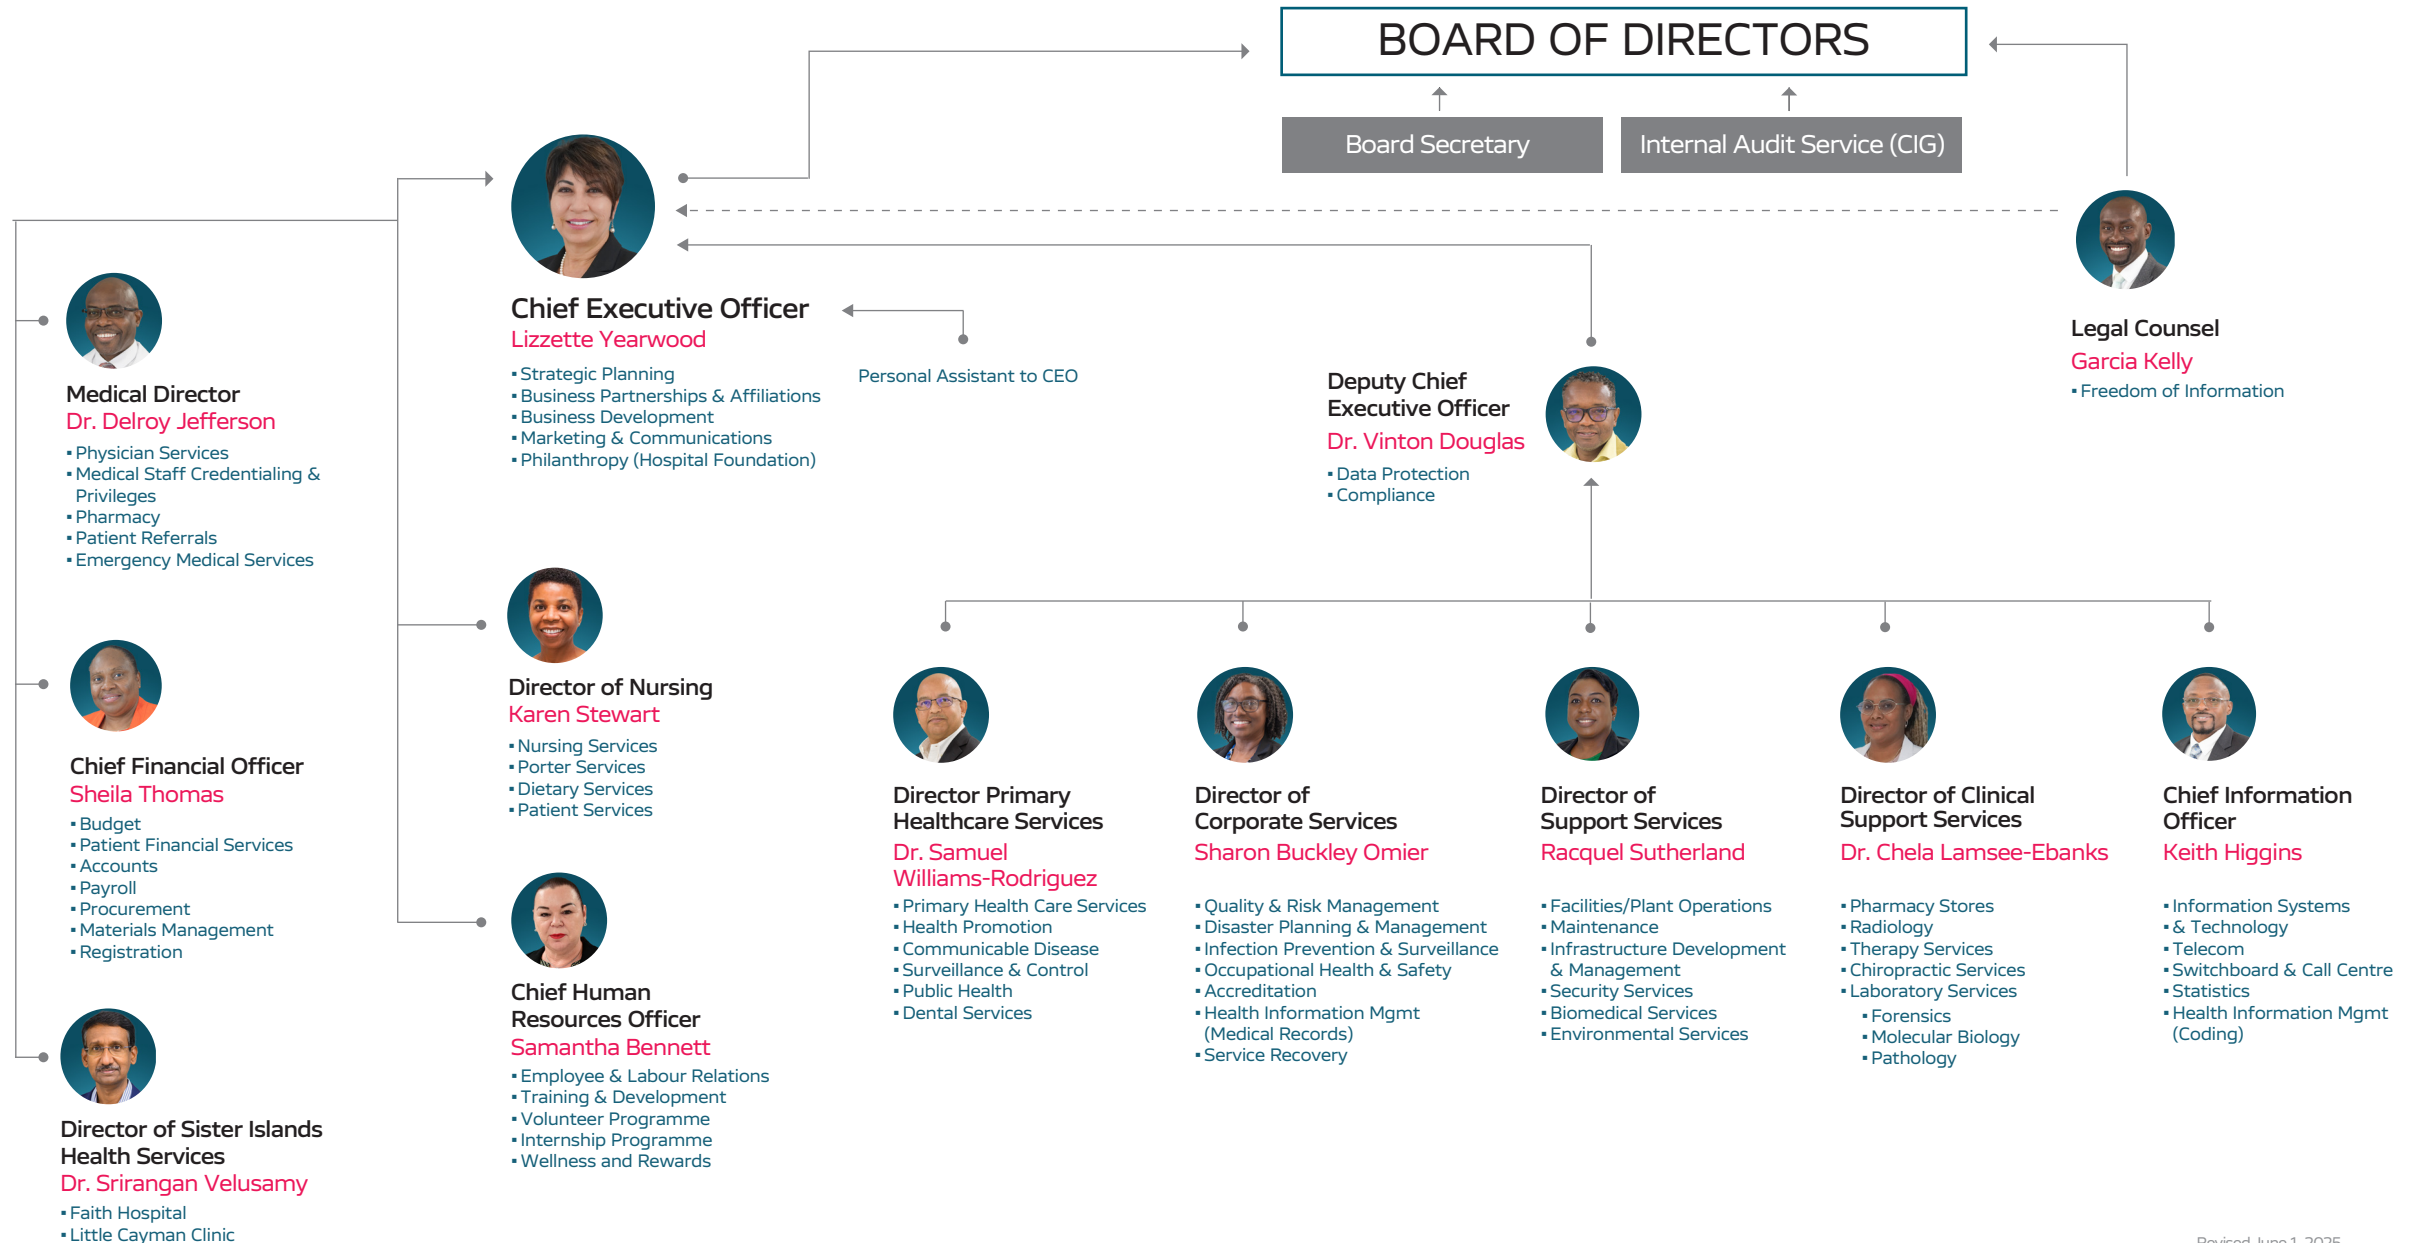 BOARD OF DIRECTORS
Board Secretary
Internal Audit Service (CIG)
Chief Executive Officer
Lizzette Yearwood
▪ Strategic Planning
▪ Business Partnerships & Affiliations
▪ Business Development
▪ Marketing & Communications
▪ Philanthropy (Hospital Foundation)
Personal Assistant to CEO
Legal Counsel
Garcia Kelly
▪ Freedom of Information
Deputy Chief
Executive Officer
Dr. Vinton Douglas
▪ Data Protection
▪ Compliance
Medical Director
Dr. Delroy Jefferson
▪ Physician Services
▪ Medical Staff Credentialing &
Privileges
▪ Pharmacy
▪ Patient Referrals
▪ Emergency Medical Services
Chief Financial Officer
Sheila Thomas
▪ Budget
▪ Patient Financial Services
▪ Accounts
▪ Payroll
▪ Procurement
▪ Materials Management
▪ Registration
Director of Sister Islands
Health Services
Dr. Srirangan Velusamy
▪ Faith Hospital
▪ Little Cayman Clinic
Director of Nursing
Karen Stewart
▪ Nursing Services
▪ Porter Services
▪ Dietary Services
▪ Patient Services
Chief Human
Resources Officer
Samantha Bennett
▪ Employee & Labour Relations
▪ Training & Development
▪ Volunteer Programme
▪ Internship Programme
▪ Wellness and Rewards
Director Primary
Healthcare Services
Dr. Samuel
Williams-Rodriguez
▪ Primary Health Care Services
▪ Health Promotion
▪ Communicable Disease
▪ Surveillance & Control
▪ Public Health
▪ Dental Services
Director of
Corporate Services
Sharon Buckley Omier
▪ Quality & Risk Management
▪ Disaster Planning & Management
▪ Infection Prevention & Surveillance
▪ Occupational Health & Safety
▪ Accreditation
▪ Health Information Mgmt
(Medical Records)
▪ Service Recovery
Director of
Support Services
Racquel Sutherland
▪ Facilities/Plant Operations
▪ Maintenance
▪ Infrastructure Development
& Management
▪ Security Services
▪ Biomedical Services
▪ Environmental Services
Director of Clinical
Support Services
Dr. Chela Lamsee-Ebanks
▪ Pharmacy Stores
▪ Radiology
▪ Therapy Services
▪ Chiropractic Services
▪ Laboratory Services
▪ Forensics
▪ Molecular Biology
▪ Pathology
Chief Information
Officer
Keith Higgins
▪ Information Systems
▪ & Technology
▪ Telecom
▪ Switchboard & Call Centre
▪ Statistics
▪ Health Information Mgmt
(Coding)
Revised June 1, 2025